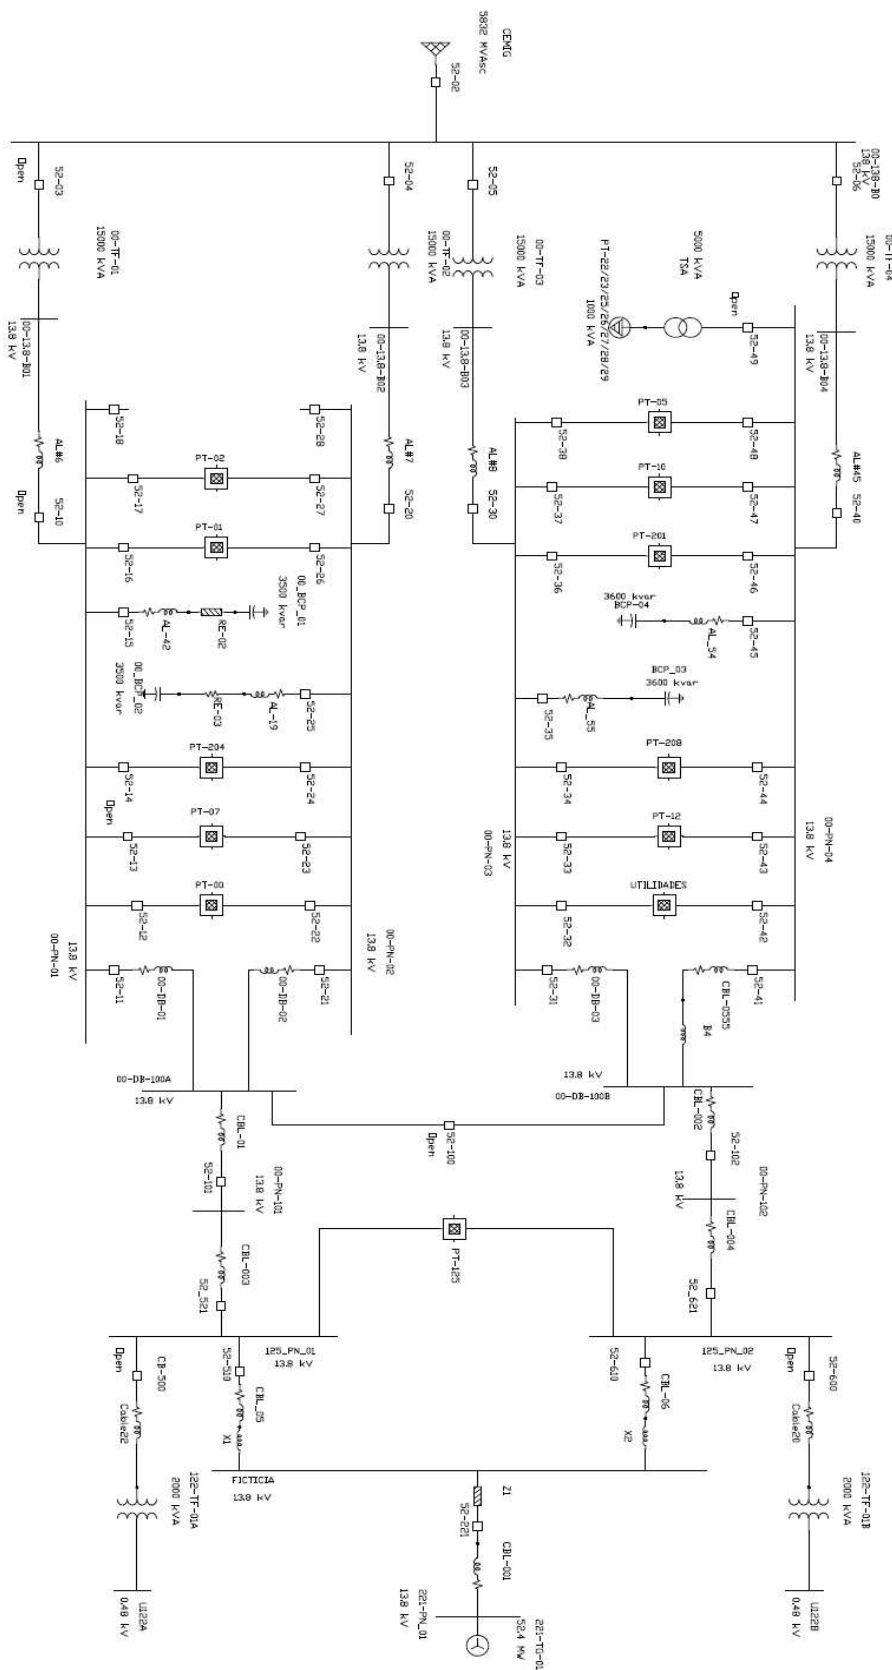 CEMIG
5832 MVAsc
52-02
00-138-B0
138 kV
52-03
Open
52-04
52-05
52-06
00-TF-01
15000 kVA
00-TF-02
15000 kVA
00-TF-03
15000 kVA
00-TF-04
15000 kVA
5000 kVA
TSA
PT-22/23/25/26/27/28/29
1000 kVA
Open
52-49
00-13.8-B01
13.8 kV
00-13.8-B02
13.8 kV
00-13.8-B03
13.8 kV
00-13.8-B04
13.8 kV
AL#6
AL#7
AL#8
AL#45
52-10
Open
52-20
52-30
52-40
52-18
52-28
PT-05
52-38
52-48
PT-02
52-17
52-27
PT-10
52-37
52-47
PT-01
52-16
52-26
PT-201
52-36
52-46
00_BCP_01
3500 kvar
52-15
AL-42
RE-02
3600 kvar
BCP-04
AL_54
52-45
00_BCP_02
3500 kvar
RE-03
AL-19
52-25
BCP_03
3600 kvar
52-35
AL_55
PT-204
52-14
52-24
PT-208
52-34
52-44
Open
PT-07
52-13
52-23
PT-12
52-33
52-43
00-PN-03
13.8 kV
00-PN-04
13.8 kV
PT-00
52-12
52-22
UTILIDADES
52-32
52-42
00-PN-01
13.8 kV
00-PN-02
13.8 kV
52-11
00-DB-01
00-DB-02
52-21
52-31
00-DB-03
CBL-0555
52-41
B4
00-DB-100A
13.8 kV
13.8 kV
00-DB-100B
CBL-01
52-100
Open
CBL-002
52-101
52-102
00-PN-101
13.8 kV
00-PN-102
13.8 kV
CBL-003
PT-125
CBL-004
52_521
52_621
125_PN_01
13.8 kV
125_PN_02
13.8 kV
CB-500
Open
52-510
52-610
52-600
Open
Cable22
CBL_05
X1
CBL-06
X2
Cable20
FICTICIA
13.8 kV
122-TF-01A
2000 kVA
Z1
52-221
CBL-001
122-TF-01B
2000 kVA
U122A
0.48 kV
221-PN_01
13.8 kV
221-TG-01
52.4 MW
U122B
0.48 kV